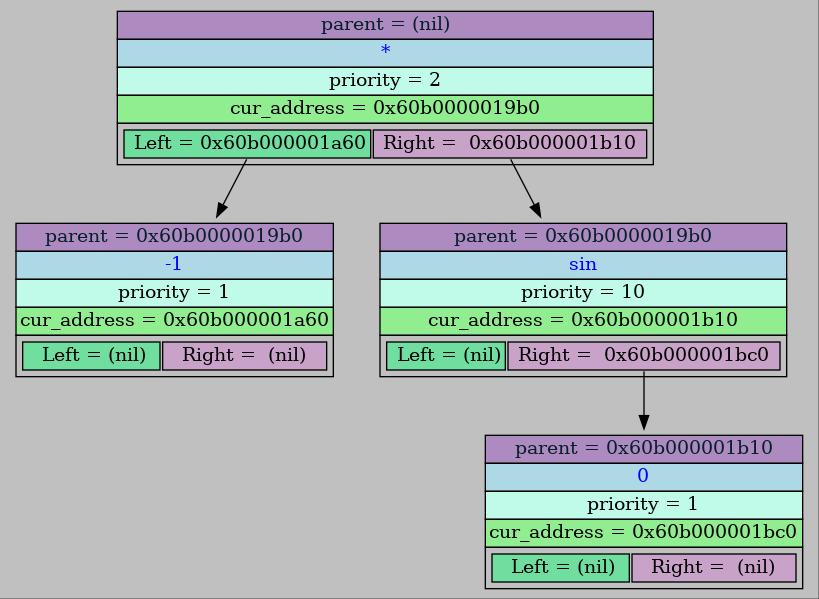 parent = (nil)
*
priority = 2
cur_address = 0x60b0000019b0
Left = 0x60b000001a60 Right =  0x60b000001b10
parent = 0x60b0000019b0
-1
priority = 1
cur_address = 0x60b000001a60
Left = (nil) Right =  (nil)
parent = 0x60b0000019b0
sin
priority = 10
cur_address = 0x60b000001b10
Left = (nil) Right =  0x60b000001bc0
parent = 0x60b000001b10
0
priority = 1
cur_address = 0x60b000001bc0
Left = (nil) Right =  (nil)